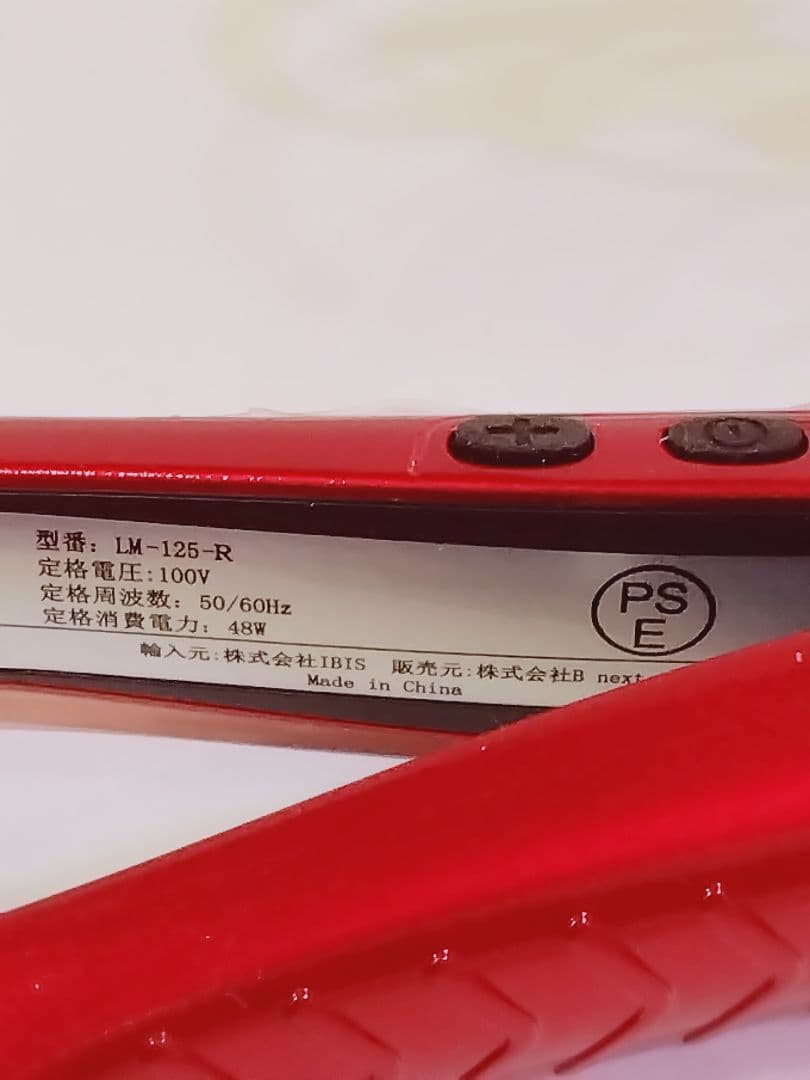 型番: LM-125-R
定格電圧:100V
定格周波数: 50/60Hz
定格消費電力: 48W
PS
E
輸入元:株式会社IBIS 販売元:株式会社B next
Made in China